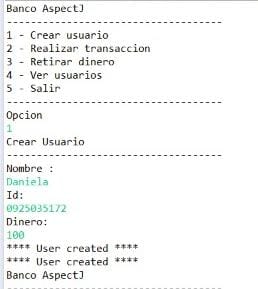 Banco AspectJ
---------------------------------
1 - Crear usuario
2 - Realizar transaccion
3 - Retirar dinero
4 - Ver usuarios
5 - Salir
---------------------------------
Opcion
1
Crear Usuario
---------------------------------
Nombre :
Daniela
Id:
0925035172
Dinero:
100
**** User created ****
**** User created ****
Banco AspectJ
---------------------------------